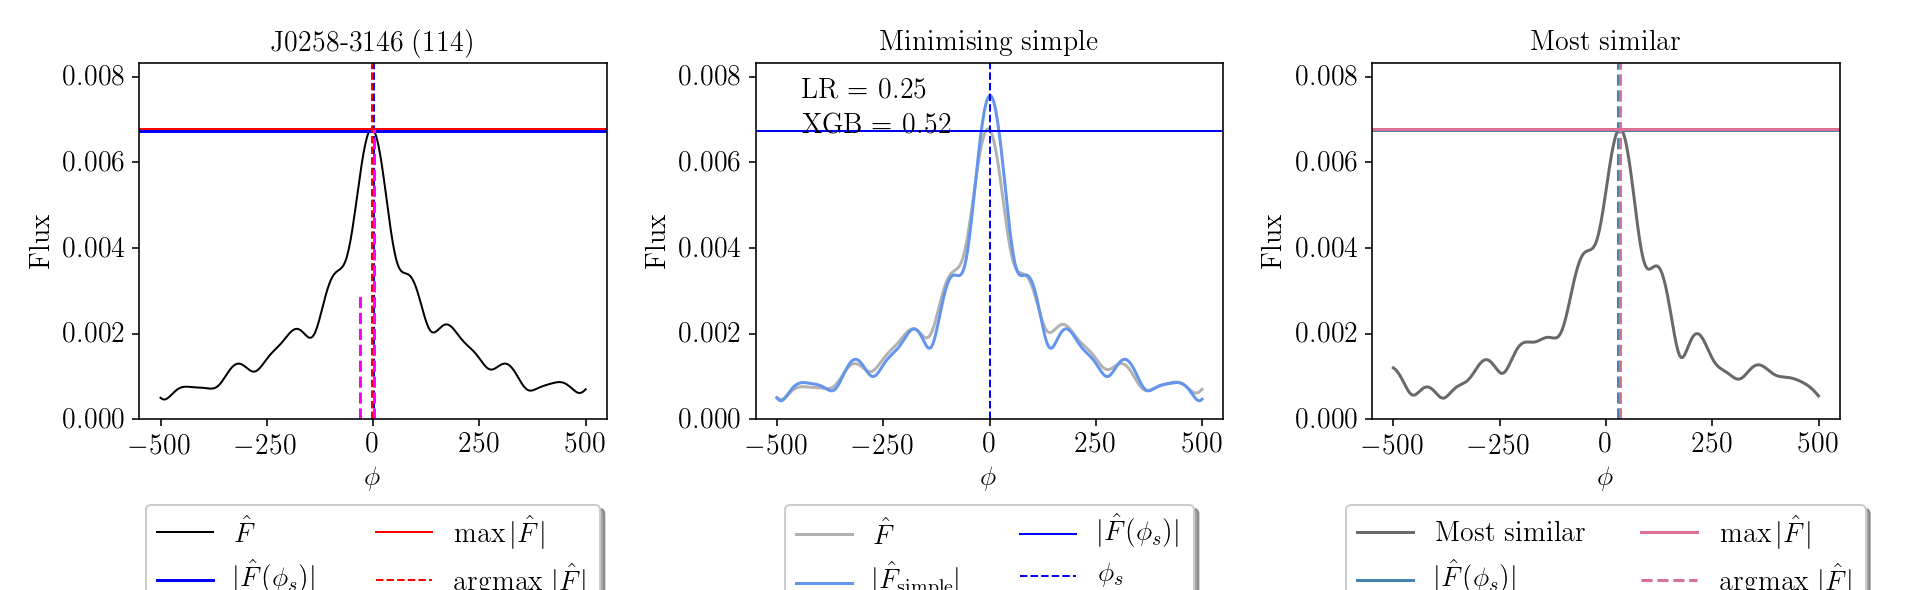 J0258-3146 (114)
0.008
0.006
0.004
0.002
0.000
Flux
−500 −250 0 250 500
ϕ
F̂ max|F̂|
|F̂(ϕₛ)| argmax |F̂|
Minimising simple
LR = 0.25
XGB = 0.52
0.008
0.006
0.004
0.002
0.000
Flux
−500 −250 0 250 500
ϕ
F̂ |F̂(ϕₛ)|
|F̂simple| ϕₛ
Most similar
0.008
0.006
0.004
0.002
0.000
Flux
−500 −250 0 250 500
ϕ
Most similar max|F̂|
|F̂(ϕₛ)| argmax |F̂|